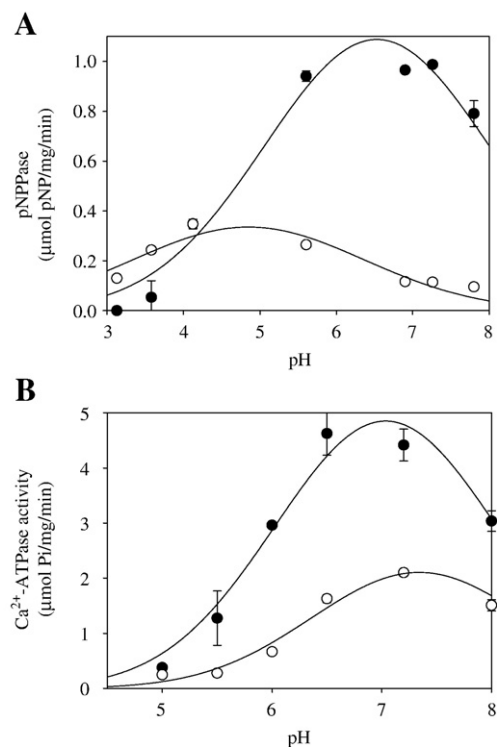 A
1.0
0.8
0.6
0.4
0.2
0.0
pNPPase
(µmol pNP/mg/min)
3 4 5 6 7 8
pH
B
5
4
3
2
1
0
Ca²⁺-ATPase activity
(µmol Pi/mg/min)
5 6 7 8
pH